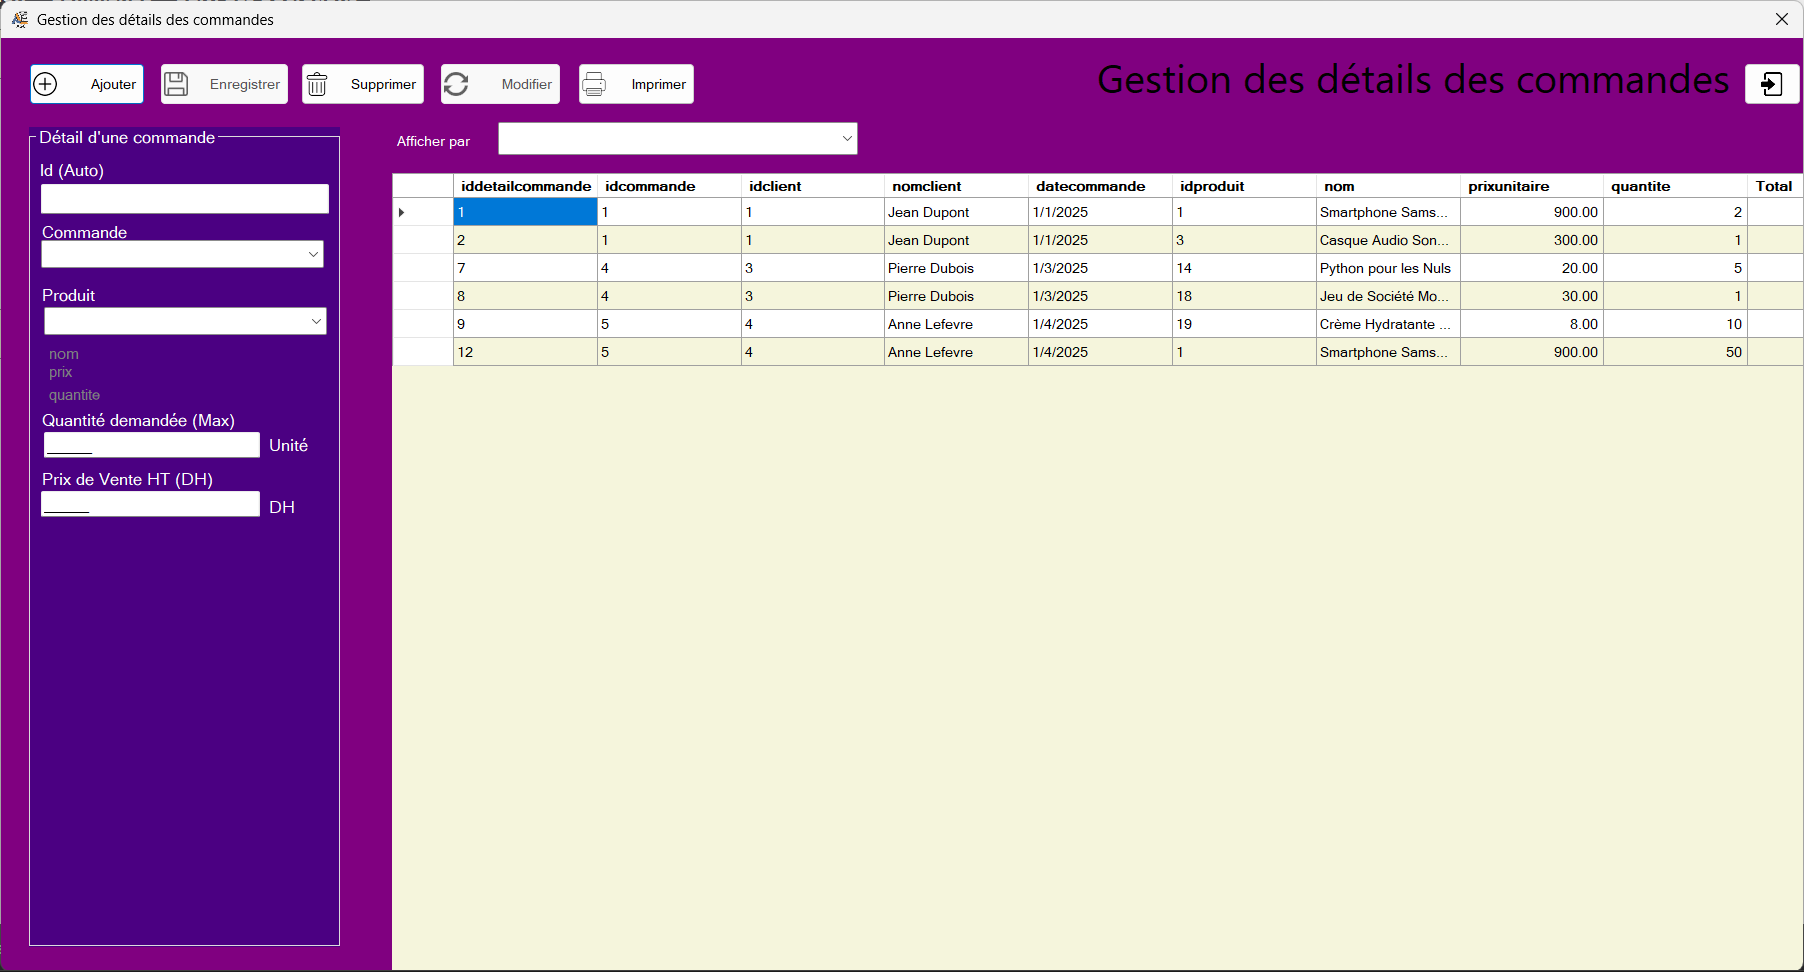 Gestion des détails des commandes
Ajouter Enregistrer Supprimer Modifier Imprimer
Gestion des détails des commandes
Détail d'une commande
Id (Auto)
Commande
Produit
nom
prix
quantite
Quantité demandée (Max)
_____ Unité
Prix de Vente HT (DH)
_____ DH
Afficher par
iddetailcommande idcommande idclient nomclient datecommande idproduit nom prixunitaire quantite Total
1 1 1 Jean Dupont 1/1/2025 1 Smartphone Sams... 900.00 2
2 1 1 Jean Dupont 1/1/2025 3 Casque Audio Son... 300.00 1
7 4 3 Pierre Dubois 1/3/2025 14 Python pour les Nuls 20.00 5
8 4 3 Pierre Dubois 1/3/2025 18 Jeu de Société Mo... 30.00 1
9 5 4 Anne Lefevre 1/4/2025 19 Crème Hydratante ... 8.00 10
12 5 4 Anne Lefevre 1/4/2025 1 Smartphone Sams... 900.00 50